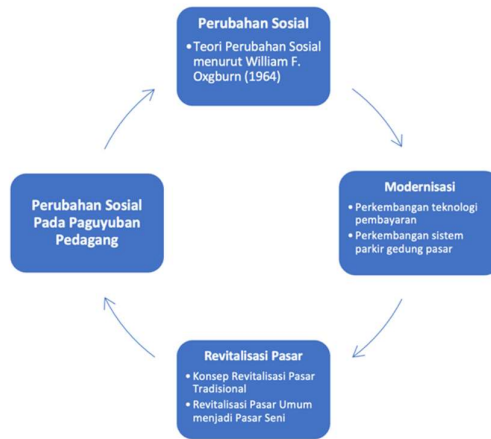 Perubahan Sosial
• Teori Perubahan Sosial
menurut William F.
Oxgburn (1964)
Modernisasi
• Perkembangan teknologi
pembayaran
• Perkembangan sistem
parkir gedung pasar
Revitalisasi Pasar
• Konsep Revitalisasi Pasar
Tradisional
• Revitalisasi Pasar Umum
menjadi Pasar Seni
Perubahan Sosial
Pada Paguyuban
Pedagang